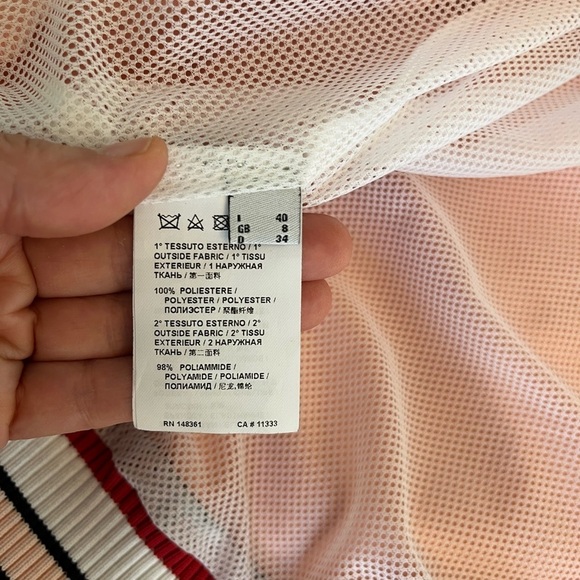 I 40
GB 8
D 34
1° TESSUTO ESTERNO / 1°
OUTSIDE FABRIC / 1° TISSU
EXTERIEUR / 1 НАРУЖНАЯ
ТКАНЬ / 第一面料
100% POLIESTERE /
POLYESTER / POLYESTER /
ПОЛИЭСТЕР / 聚酯纤维
2° TESSUTO ESTERNO / 2°
OUTSIDE FABRIC / 2° TISSU
EXTERIEUR / 2 НАРУЖНАЯ
ТКАНЬ / 第二面料
98% POLIAMMIDE /
POLYAMIDE / POLIAMIDE /
ПОЛИАМИД / 尼龙,锦纶
RN 148361 CA # 11333